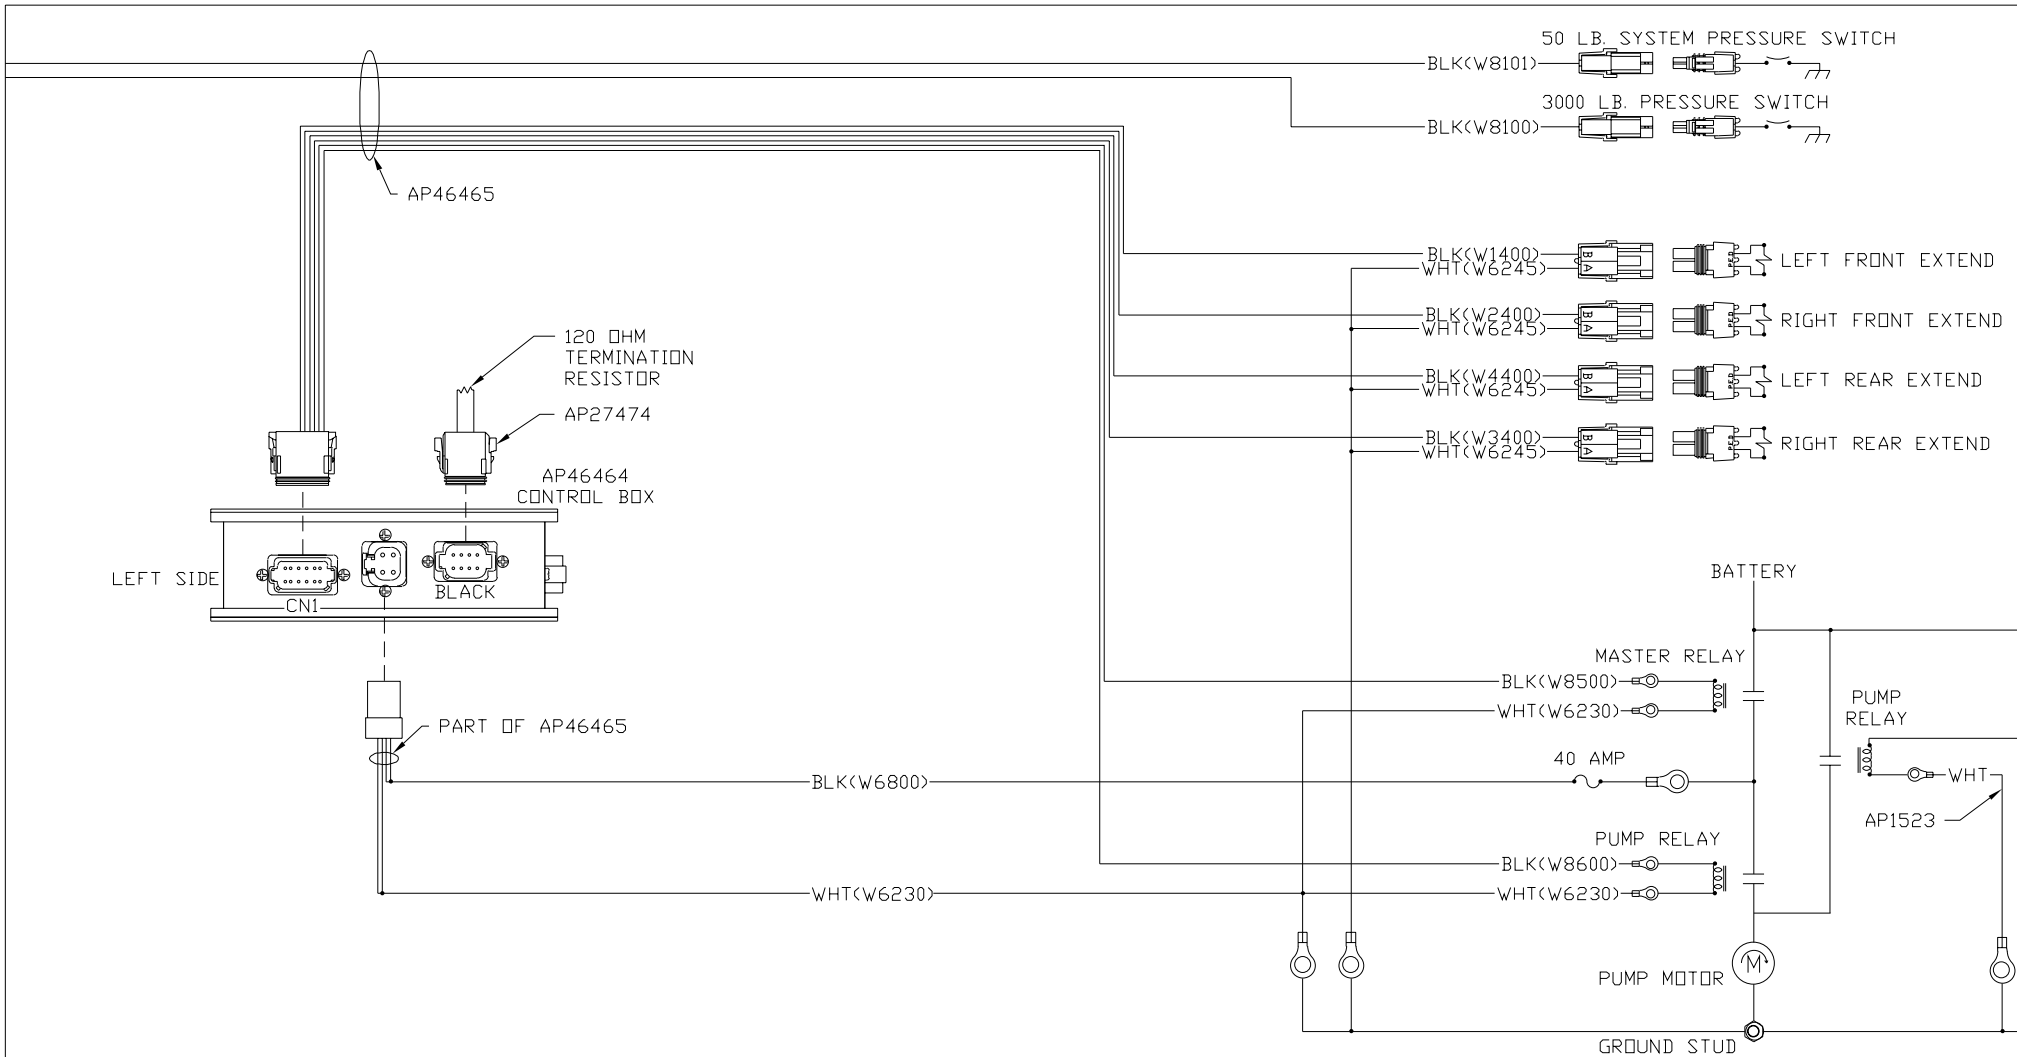 50 LB. SYSTEM PRESSURE SWITCH
BLK(W8101)
3000 LB. PRESSURE SWITCH
BLK(W8100)
AP46465
BLK(W1400)
B
WHT(W6245)
A
LEFT FRONT EXTEND
BLK(W2400)
B
WHT(W6245)
A
RIGHT FRONT EXTEND
120 OHM
TERMINATION
RESISTOR
BLK(W4400)
B
WHT(W6245)
A
LEFT REAR EXTEND
AP27474
BLK(W3400)
B
WHT(W6245)
A
RIGHT REAR EXTEND
AP46464
CONTROL BOX
LEFT SIDE
CN1
BLACK
BATTERY
MASTER RELAY
BLK(W8500)
WHT(W6230)
PUMP
RELAY
PART OF AP46465
40 AMP
BLK(W6800)
WHT
AP1523
PUMP RELAY
BLK(W8600)
WHT(W6230)
WHT(W6230)
M
PUMP MOTOR
GROUND STUD